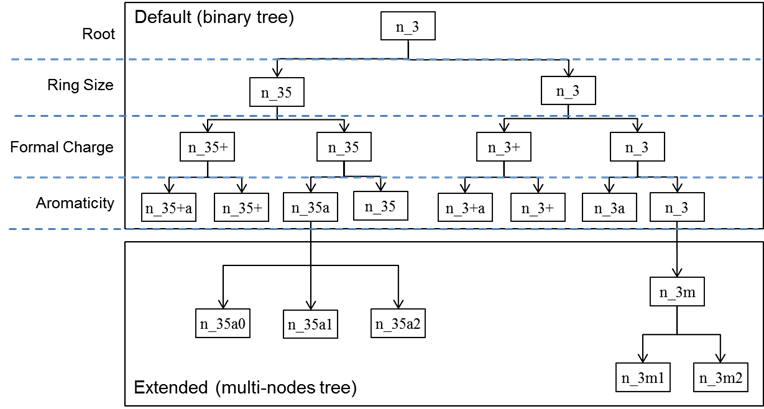 Default (binary tree)
Root
n_3
Ring Size
n_35
n_3
Formal Charge
n_35+
n_35
n_3+
n_3
Aromaticity
n_35+a
n_35+
n_35a
n_35
n_3+a
n_3+
n_3a
n_3
n_3m
n_35a0
n_35a1
n_35a2
n_3m1
n_3m2
Extended (multi-nodes tree)